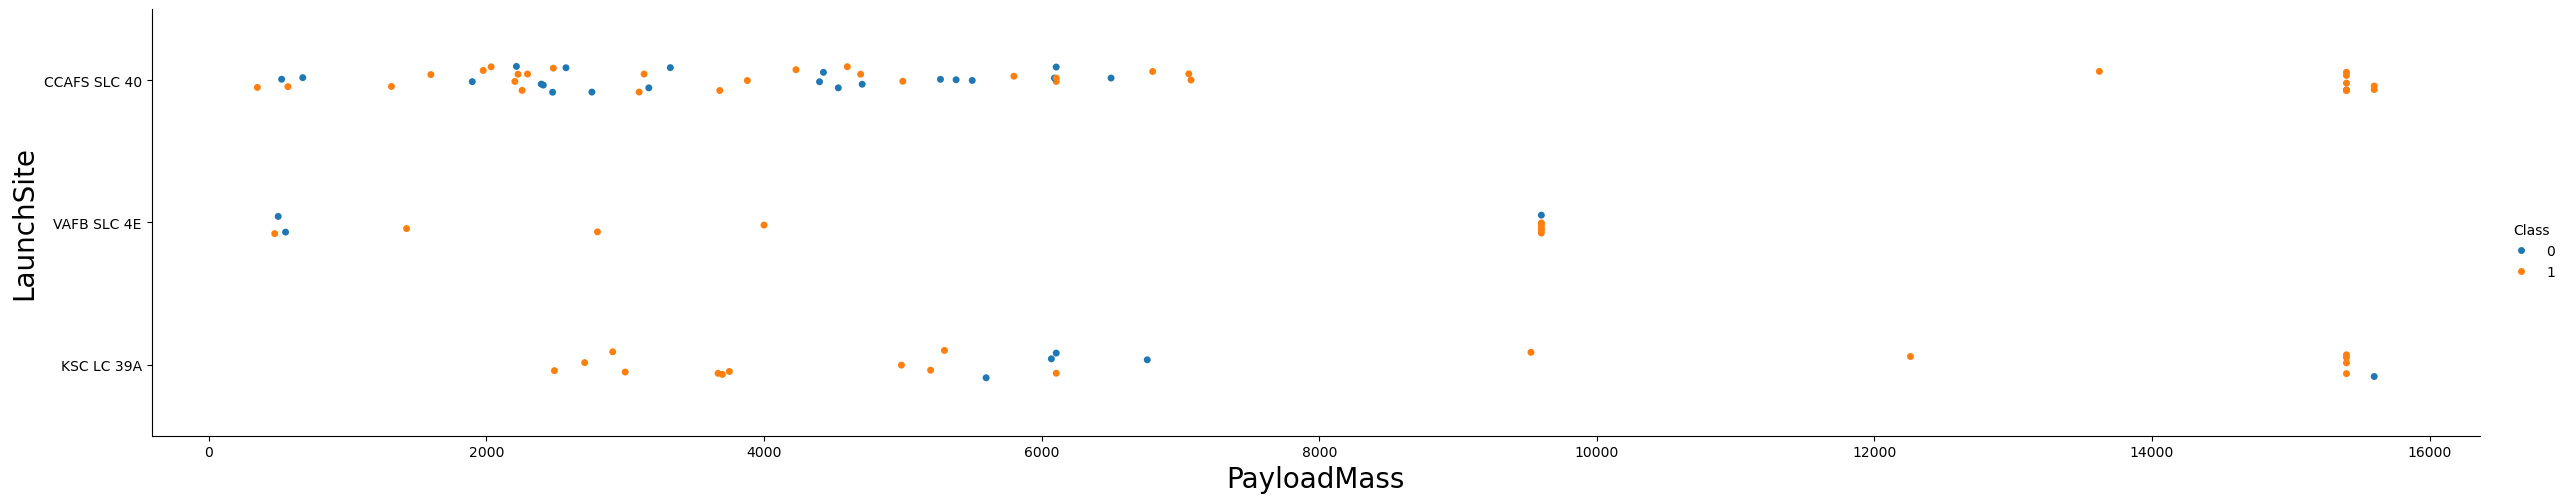 LaunchSite
CCAFS SLC 40
VAFB SLC 4E
KSC LC 39A
0 2000 4000 6000 8000 10000 12000 14000 16000
PayloadMass
Class
0
1